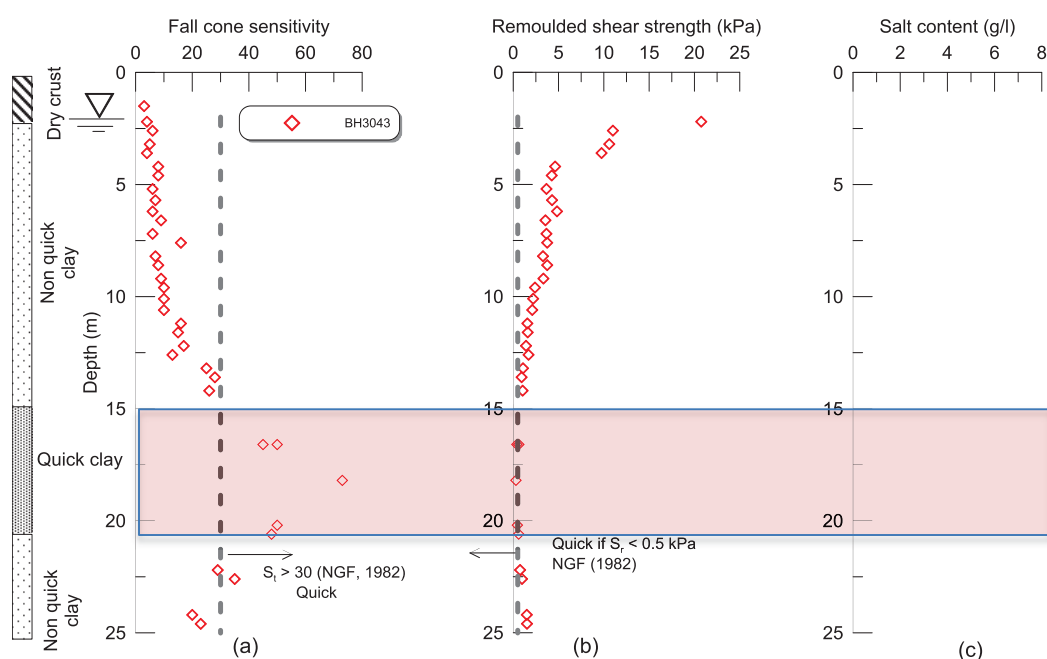 Fall cone sensitivity
Remoulded shear strength (kPa)
Salt content (g/l)
0 20 40 60 80
0 5 10 15 20 25
0 2 4 6 8
Dry crust
Non quick
clay
Quick clay
Non quick
clay
Depth (m)
0
5
10
15
20
25
BH3043
St > 30 (NGF, 1982)
Quick
(a)
0
5
10
15
20
25
Quick if Sr < 0.5 kPa
NGF (1982)
(b)
0
5
10
15
20
25
(c)